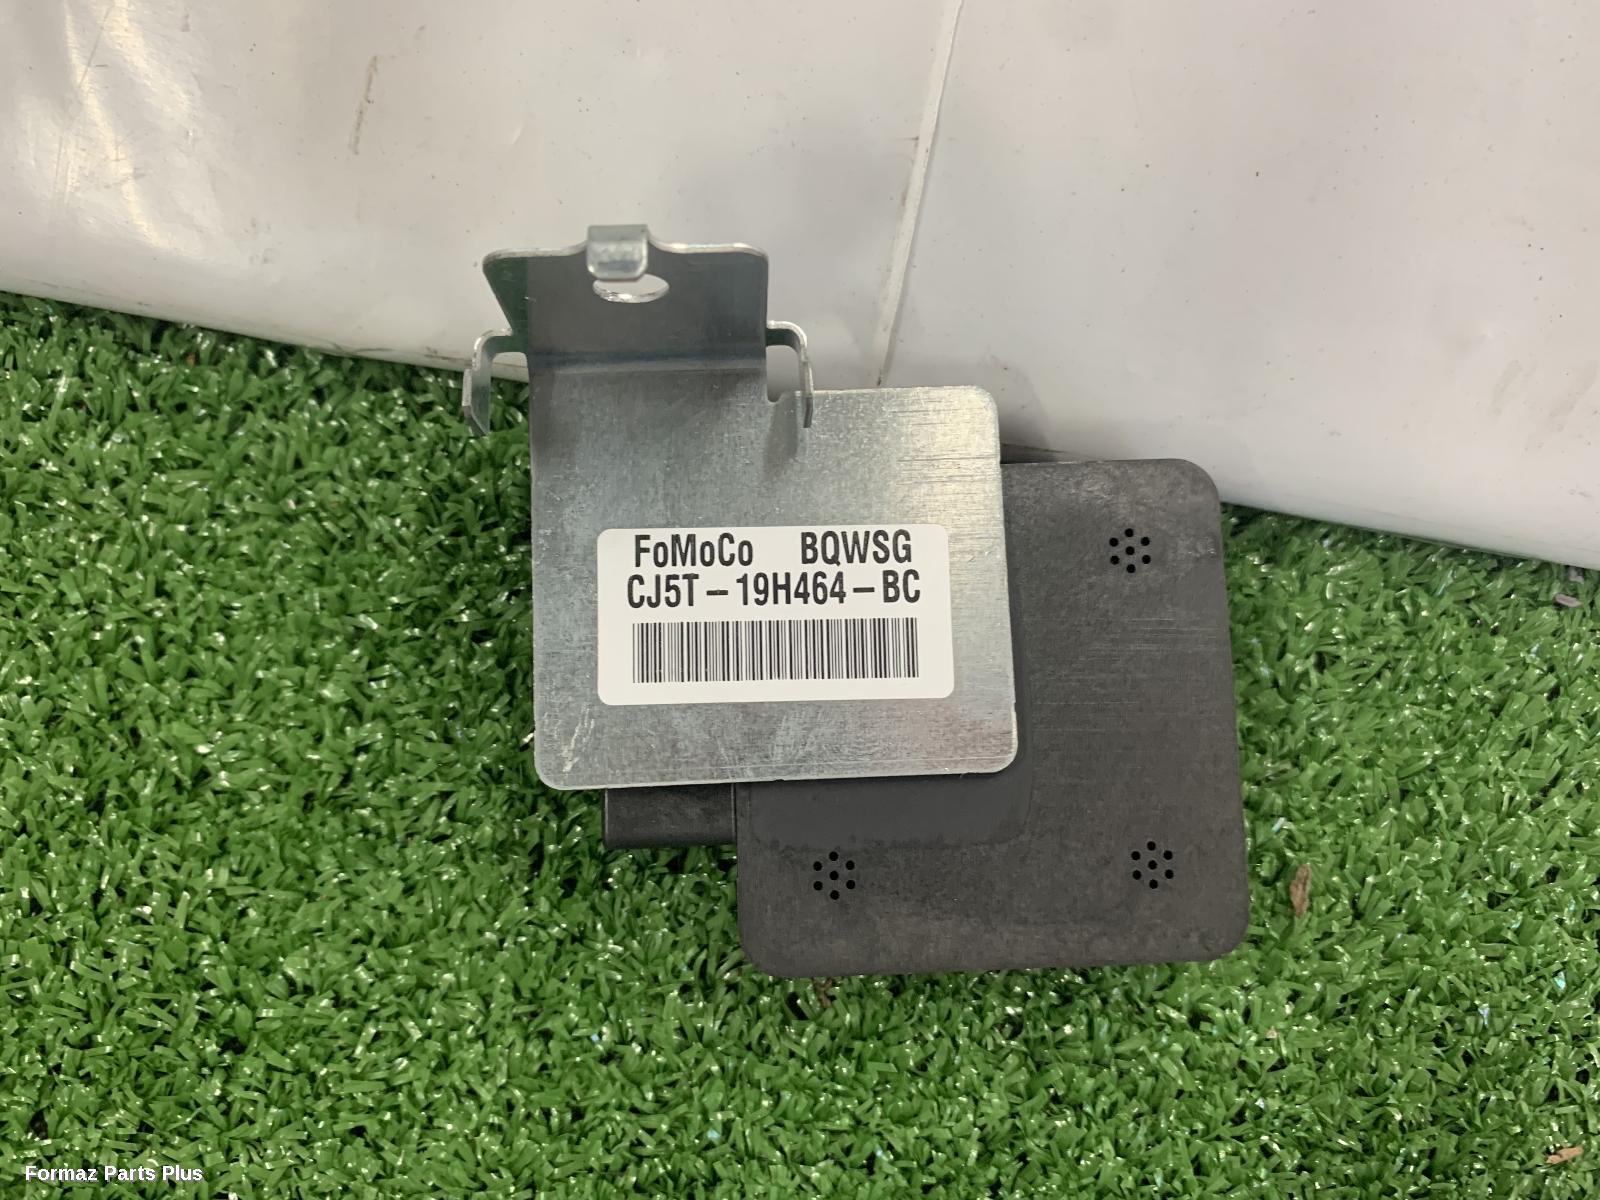 FoMoCo BQWSG
CJ5T-19H464-BC
Formaz Parts Plus